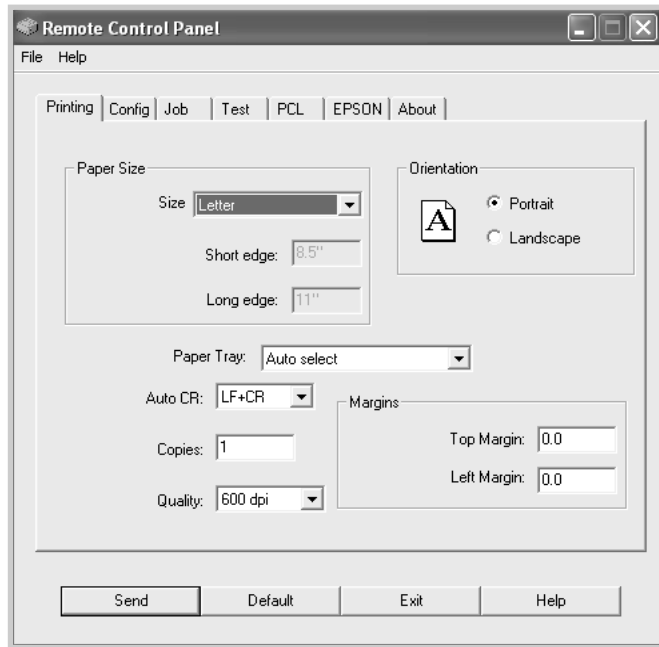 Remote Control Panel
File Help
Printing Config Job Test PCL EPSON About
Paper Size
Size Letter
Short edge: 8.5"
Long edge: 11"
Orientation
A
Portrait
Landscape
Paper Tray: Auto select
Auto CR: LF+CR
Copies: 1
Quality: 600 dpi
Margins
Top Margin: 0.0
Left Margin: 0.0
Send Default Exit Help